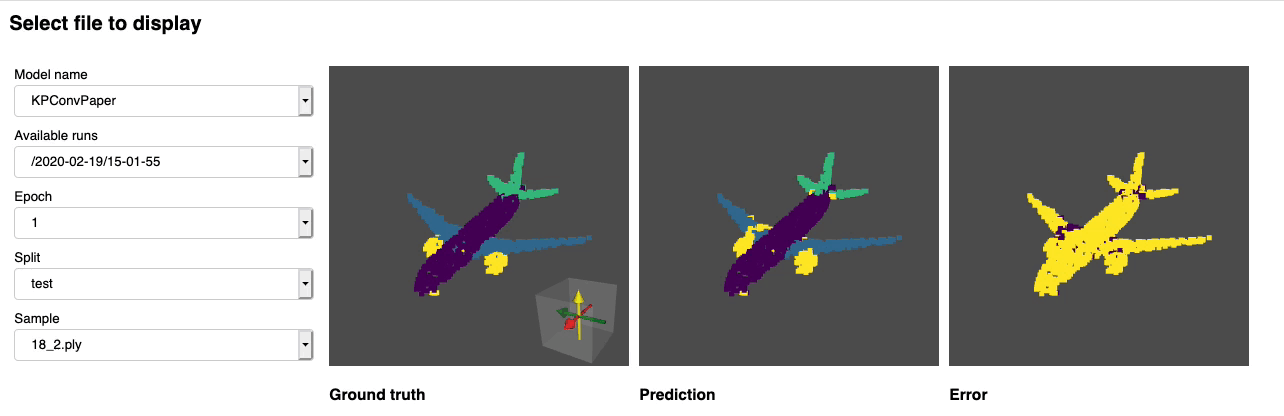 Select file to display
Model name
KPConvPaper
Available runs
/2020-02-19/15-01-55
Epoch
1
Split
test
Sample
18_2.ply
Ground truth
Prediction
Error